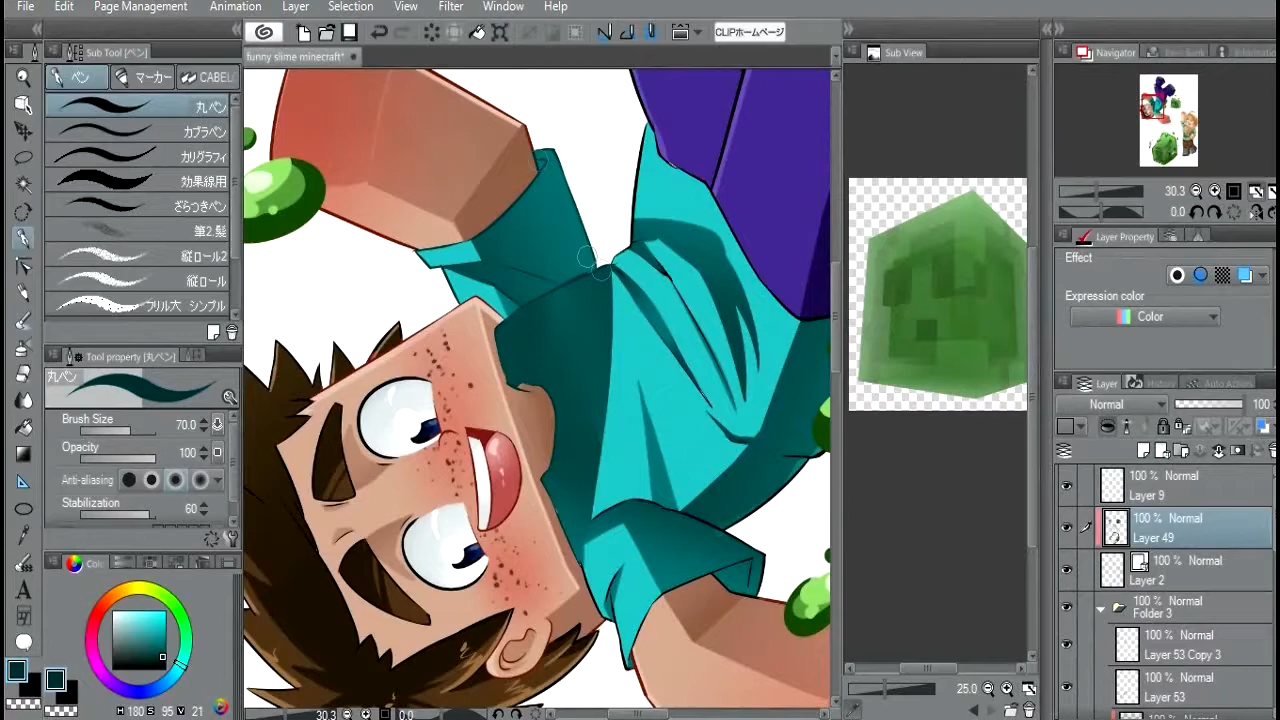 File Edit Page Management Animation Layer Selection View Filter Window Help
CLIPホームページ
Sub Tool [ペン]
ペン マーカー
丸ペン
カブラペン
カリグラフィ
効果線用
ざらつきペン
筆2.髪
縦ロール2
縦ロール
フリル大 シンプル
Tool property [丸ペン]
丸ペン
Brush Size 70.0
Opacity 100
Anti-aliasing
Stabilization 60
H 180 S 95 V 21
funny slime minecraft*
30.3 0.0
Sub View
25.0
Navigator
30.3
0.0
Layer Property
Effect
Expression color
Color
Layer History Auto Action
Normal 100
100 % Normal
Layer 9
100 % Normal
Layer 49
100 % Normal
Layer 2
100 % Normal
Folder 3
100 % Normal
Layer 53 Copy 3
100 % Normal
Layer 53